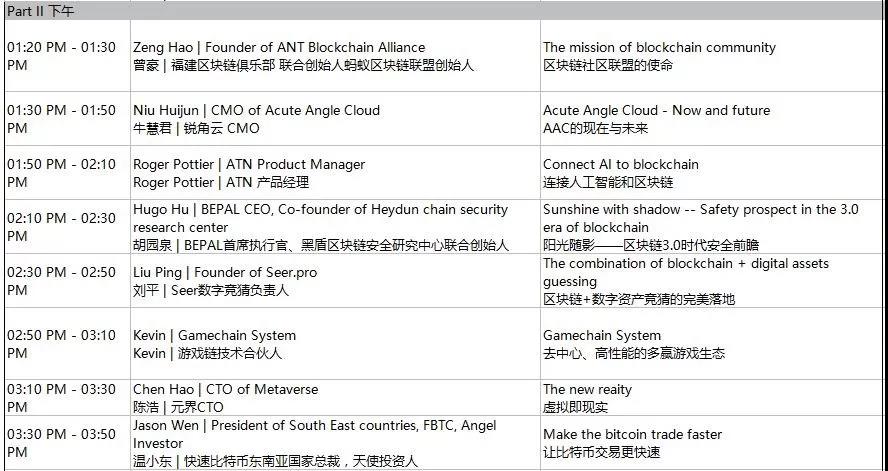 Part II 下午
01:20 PM - 01:30
PM
Zeng Hao | Founder of ANT Blockchain Alliance
曾豪 | 福建区块链俱乐部 联合创始人蚂蚁区块链联盟创始人
The mission of blockchain community
区块链社区联盟的使命
01:30 PM - 01:50
PM
Niu Huijun | CMO of Acute Angle Cloud
牛慧君 | 锐角云 CMO
Acute Angle Cloud - Now and future
AAC的现在与未来
01:50 PM - 02:10
PM
Roger Pottier | ATN Product Manager
Roger Pottier | ATN 产品经理
Connect AI to blockchain
连接人工智能和区块链
02:10 PM - 02:30
PM
Hugo Hu | BEPAL CEO, Co-founder of Heydun chain security
research center
胡园泉 | BEPAL首席执行官、黑盾区块链安全研究中心联合创始人
Sunshine with shadow -- Safety prospect in the 3.0
era of blockchain
阳光随影——区块链3.0时代安全前瞻
02:30 PM - 02:50
PM
Liu Ping | Founder of Seer.pro
刘平 | Seer数字竞猜负责人
The combination of blockchain + digital assets
guessing
区块链+数字资产竞猜的完美落地
02:50 PM - 03:10
PM
Kevin | Gamechain System
Kevin | 游戏链技术合伙人
Gamechain System
去中心、高性能的多赢游戏生态
03:10 PM - 03:30
PM
Chen Hao | CTO of Metaverse
陈浩 | 元界CTO
The new reaity
虚拟即现实
03:30 PM - 03:50
PM
Jason Wen | President of South East countries, FBTC, Angel
Investor
温小东 | 快速比特币东南亚国家总裁，天使投资人
Make the bitcoin trade faster
让比特币交易更快速